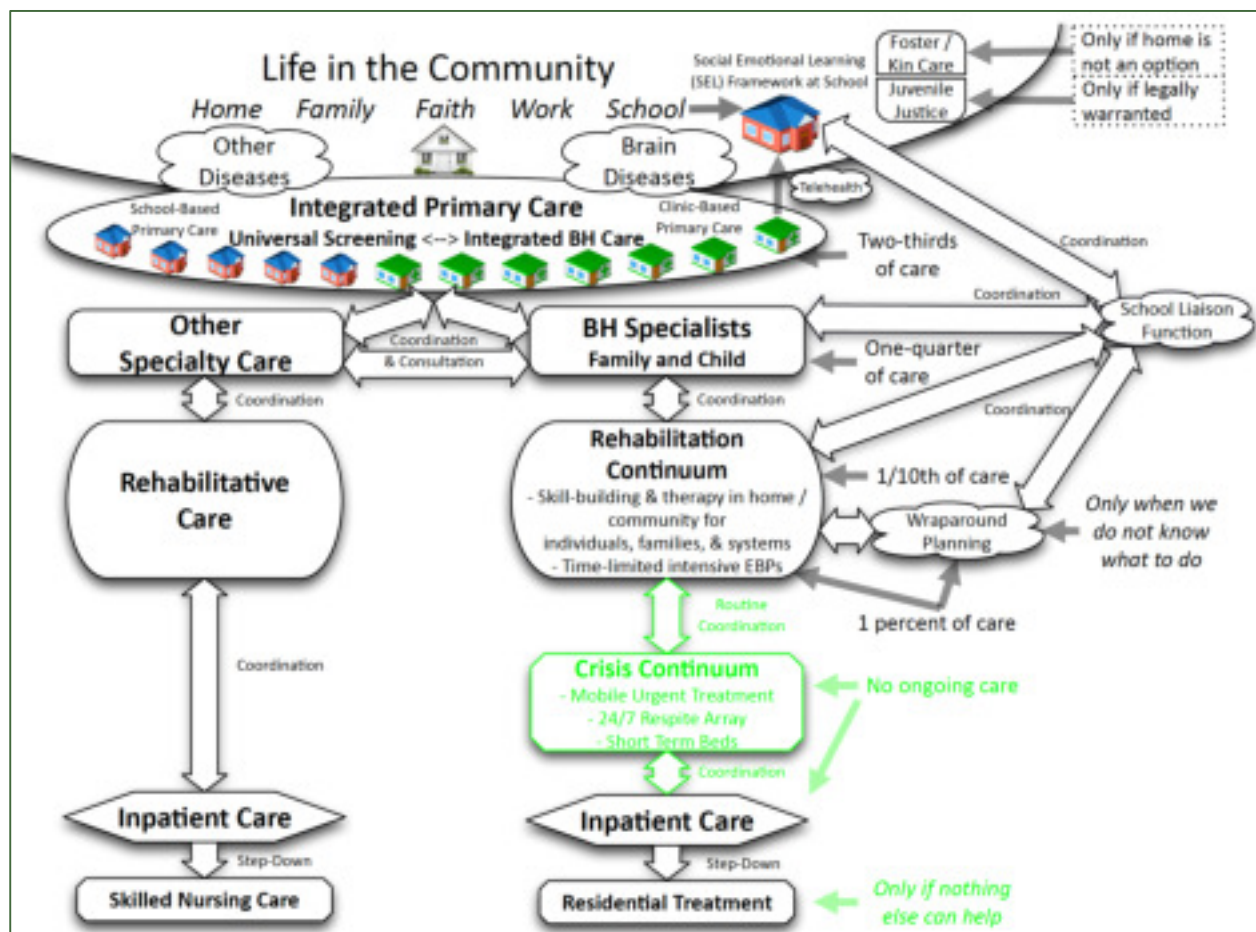 Life in the Community
Home Family Faith Work School
Social Emotional Learning
(SEL) Framework at School
Foster /
Kin Care
Juvenile
Justice
Only if home is
not an option
Only if legally
warranted
Other
Diseases
Brain
Diseases
Telehealth
School-Based
Primary Care
Integrated Primary Care
Clinic-Based
Primary Care
Universal Screening <--> Integrated BH Care
Two-thirds
of care
Coordination
Coordination
School Liaison
Function
Other
Specialty Care
Coordination
& Consultation
BH Specialists
Family and Child
One-quarter
of care
Coordination
Coordination
Coordination
Rehabilitative
Care
Rehabilitation
Continuum
- Skill-building & therapy in home /
community for
individuals, families, & systems
- Time-limited intensive EBPs
1/10th of care
Wraparound
Planning
Only when we
do not know
what to do
1 percent of care
Routine
Coordination
Coordination
Crisis Continuum
- Mobile Urgent Treatment
- 24/7 Respite Array
- Short Term Beds
No ongoing care
Coordination
Inpatient Care
Inpatient Care
Step-Down
Step-Down
Skilled Nursing Care
Residential Treatment
Only if nothing
else can help